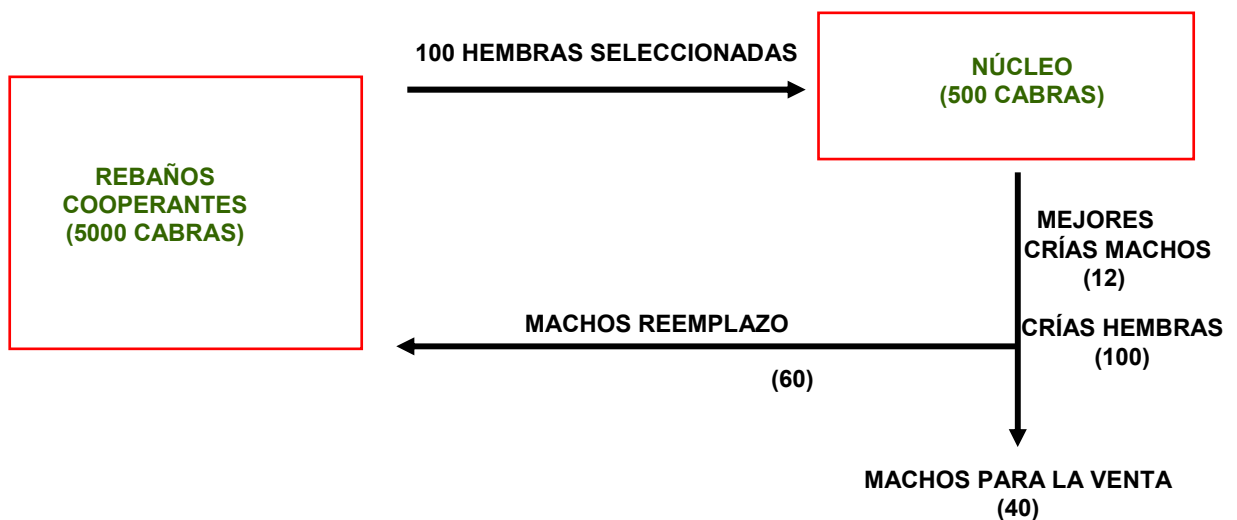 100 HEMBRAS SELECCIONADAS
NÚCLEO
(500 CABRAS)
REBAÑOS
COOPERANTES
(5000 CABRAS)
MEJORES
CRÍAS MACHOS
(12)
MACHOS REEMPLAZO
(60)
CRÍAS HEMBRAS
(100)
MACHOS PARA LA VENTA
(40)